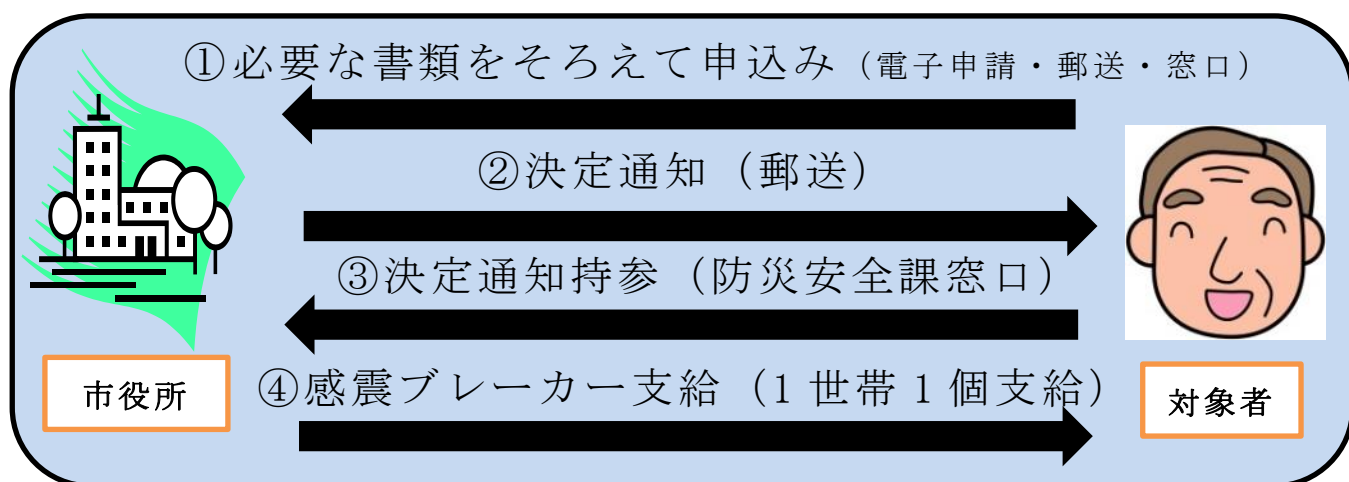 ①必要な書類をそろえて申込み（電子申請・郵送・窓口）
②決定通知（郵送）
③決定通知持参（防災安全課窓口）
④感震ブレーカー支給（1世帯1個支給）
市役所
対象者